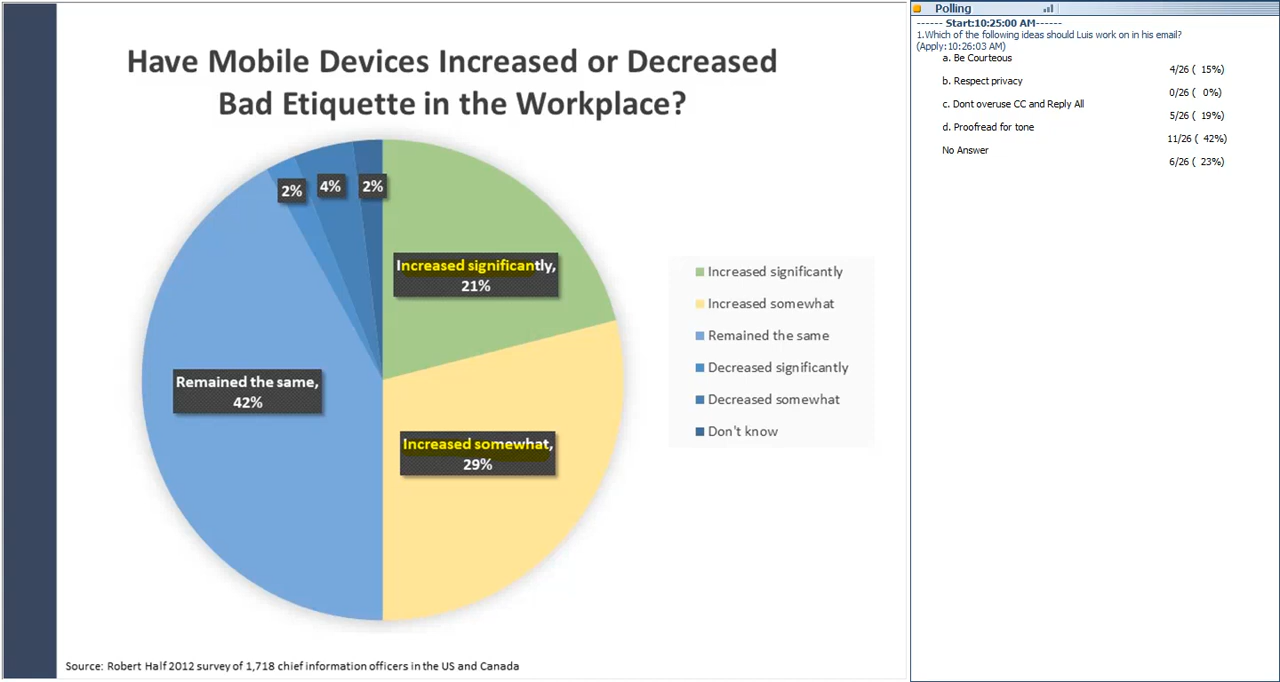 Have Mobile Devices Increased or Decreased
Bad Etiquette in the Workplace?
2%
4%
2%
Increased significantly,
21%
Remained the same,
42%
Increased somewhat,
29%
Increased significantly
Increased somewhat
Remained the same
Decreased significantly
Decreased somewhat
Don't know
Source: Robert Half 2012 survey of 1,718 chief information officers in the US and Canada
Polling
------ Start:10:25:00 AM------
1.Which of the following ideas should Luis work on in his email?
(Apply:10:26:03 AM)
a. Be Courteous
4/26 ( 15%)
b. Respect privacy
0/26 ( 0%)
c. Dont overuse CC and Reply All
5/26 ( 19%)
d. Proofread for tone
11/26 ( 42%)
No Answer
6/26 ( 23%)